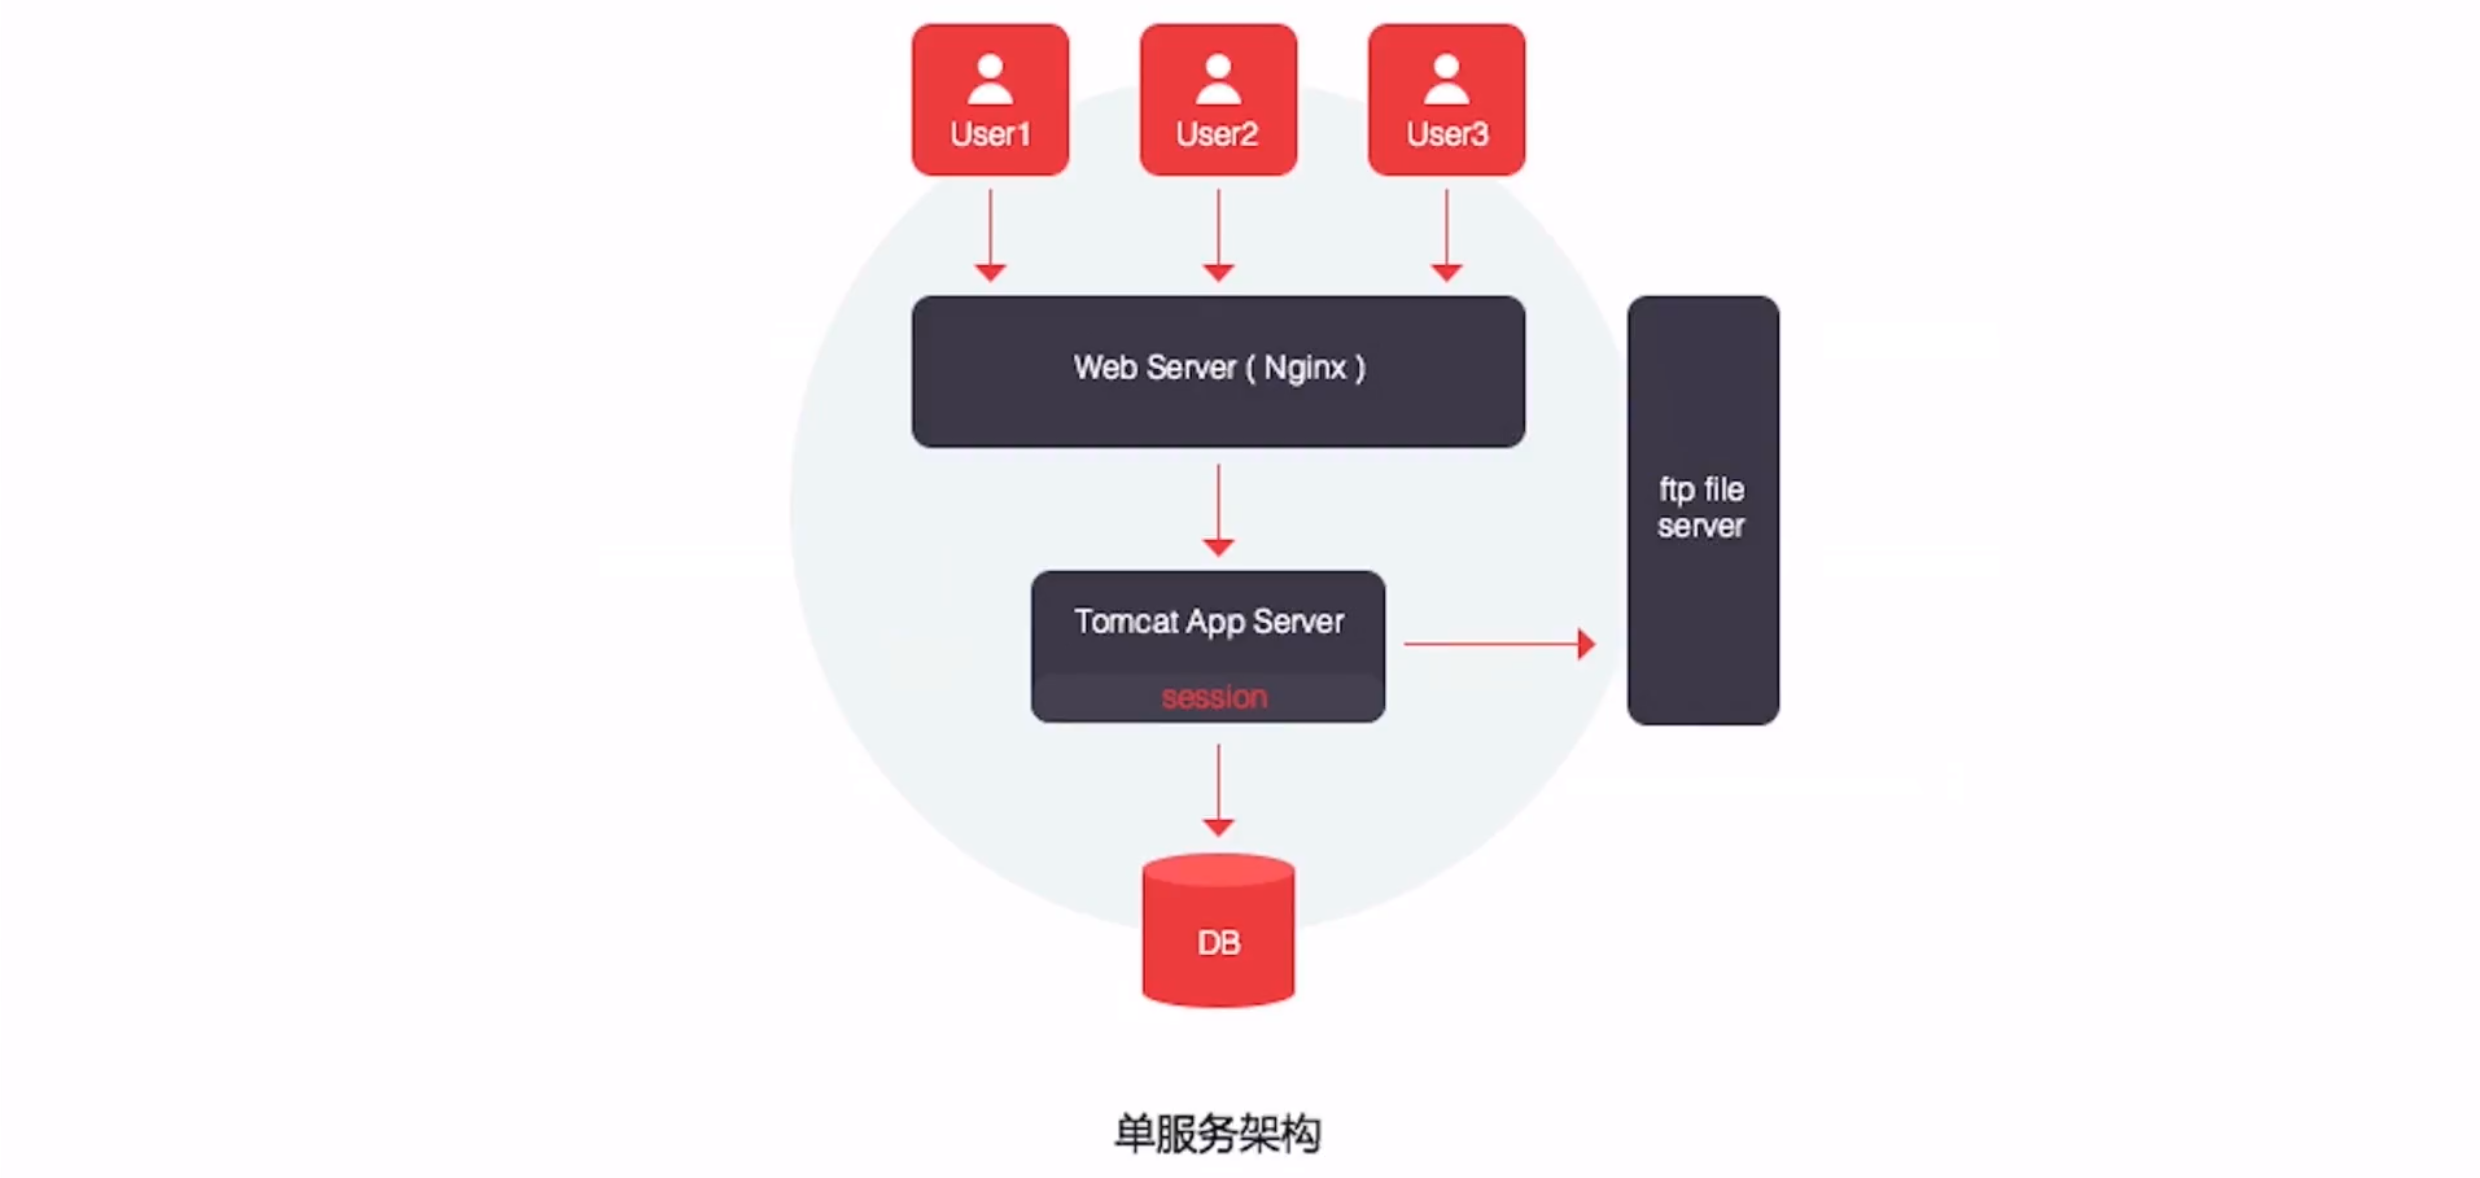 User1
User2
User3
Web Server ( Nginx )
ftp file
server
Tomcat App Server
session
DB
单服务架构